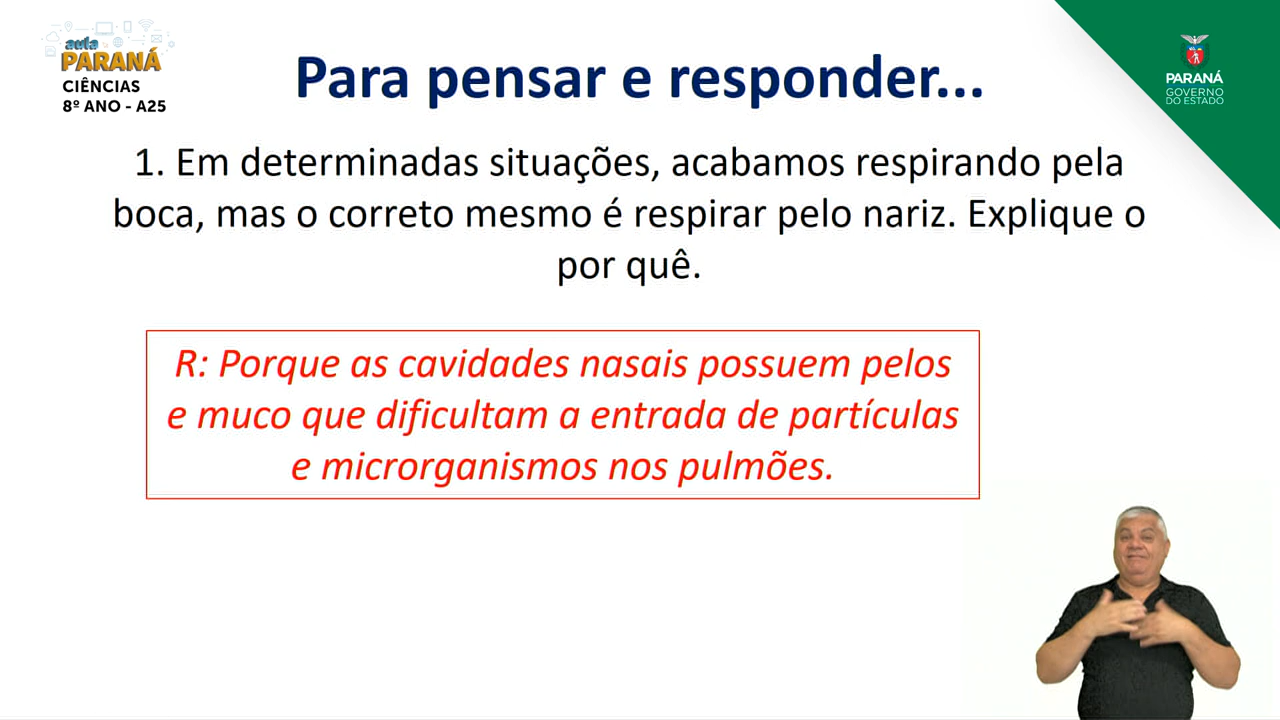 aula
PARANÁ
CIÊNCIAS
8º ANO - A25
Para pensar e responder...
PARANÁ
GOVERNO
DO ESTADO
1. Em determinadas situações, acabamos respirando pela
boca, mas o correto mesmo é respirar pelo nariz. Explique o
por quê.
R: Porque as cavidades nasais possuem pelos
e muco que dificultam a entrada de partículas
e microrganismos nos pulmões.